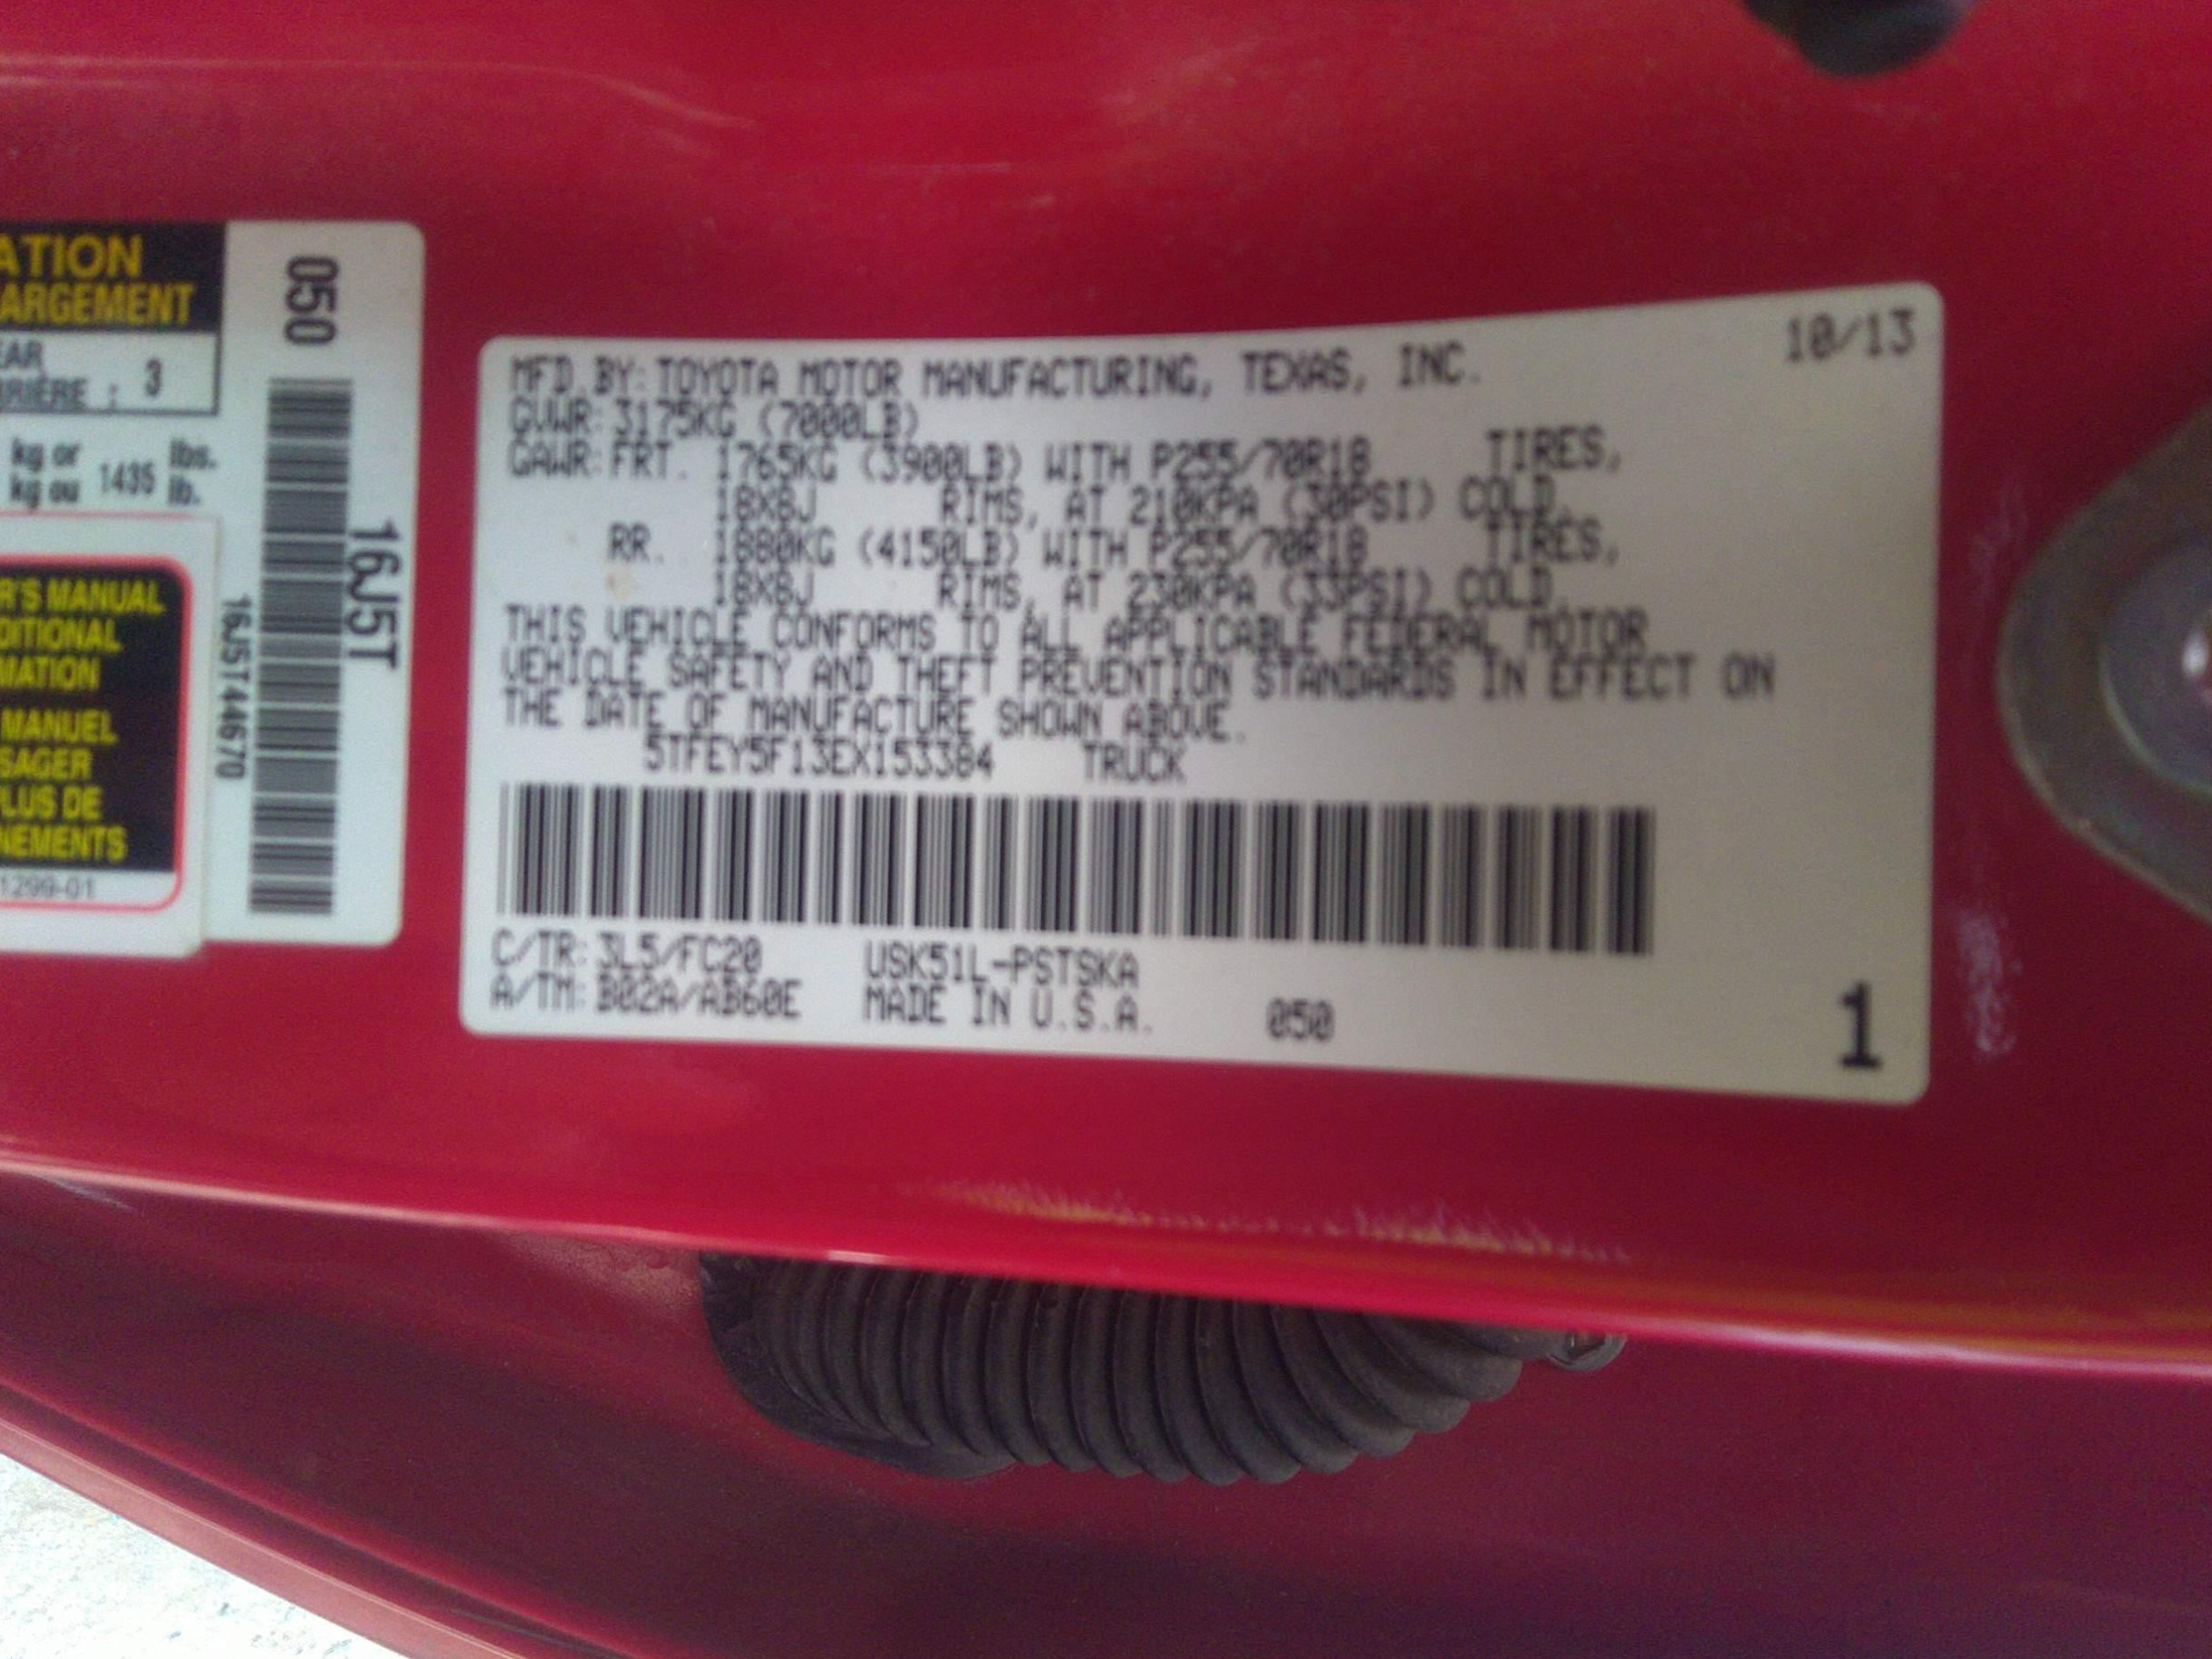 ATION
ARGEMENT
EAR
RRIÈRE : 3
kg or
kg ou 1435 lbs.
lb.
R'S MANUAL
DITIONAL
MATION
MANUEL
SAGER
PLUS DE
NEMENTS
1299-01
050
16J5T
16J5T44670
10/13
MFD.BY:TOYOTA MOTOR MANUFACTURING, TEXAS, INC.
GVWR:3175KG (7000LB)
GAWR:FRT. 1765KG (3900LB) WITH P255/70R18 TIRES,
18X8J RIMS, AT 210KPA (30PSI) COLD.
RR. 1880KG (4150LB) WITH P255/70R18 TIRES,
18X8J RIMS, AT 230KPA (33PSI) COLD.
THIS VEHICLE CONFORMS TO ALL APPLICABLE FEDERAL MOTOR
VEHICLE SAFETY AND THEFT PREVENTION STANDARDS IN EFFECT ON
THE DATE OF MANUFACTURE SHOWN ABOVE.
5TFEY5F13EX153384 TRUCK
C/TR:3L5/FC20 USK51L-PSTSKA
A/TM:B02A/AB60E MADE IN U.S.A. 050
1